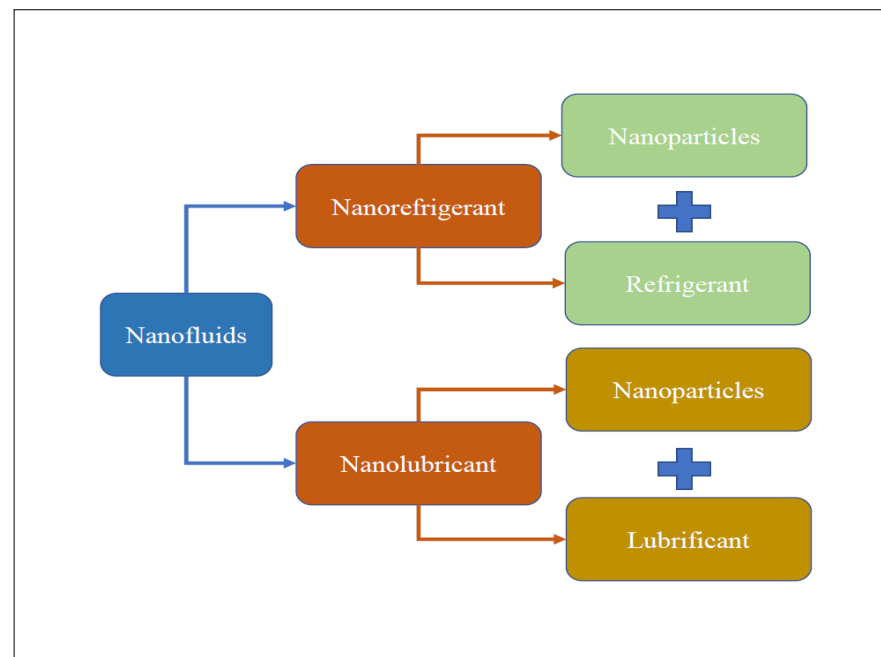 Nanoparticles
Nanorefrigerant
Refrigerant
Nanofluids
Nanoparticles
Nanolubricant
Lubrificant